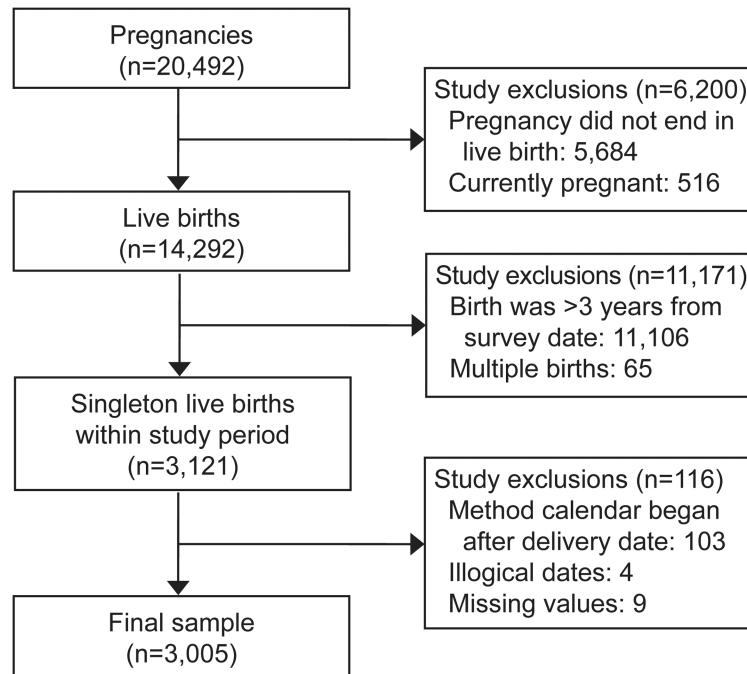 Pregnancies
(n=20,492)
Study exclusions (n=6,200)
Pregnancy did not end in
live birth: 5,684
Currently pregnant: 516
Live births
(n=14,292)
Study exclusions (n=11,171)
Birth was >3 years from
survey date: 11,106
Multiple births: 65
Singleton live births
within study period
(n=3,121)
Study exclusions (n=116)
Method calendar began
after delivery date: 103
Illogical dates: 4
Missing values: 9
Final sample
(n=3,005)